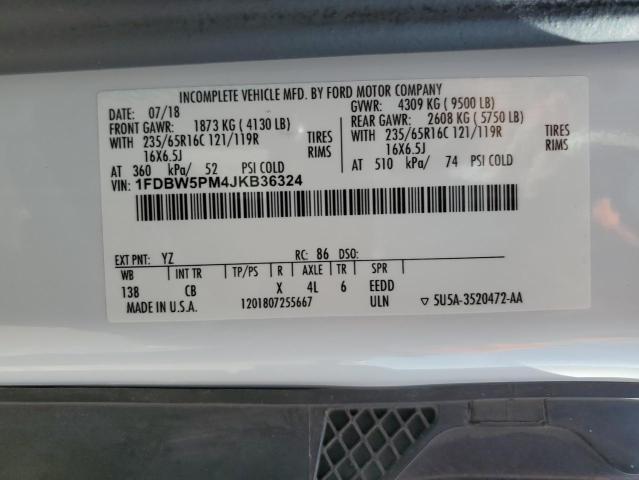 INCOMPLETE VEHICLE MFD. BY FORD MOTOR COMPANY
DATE: 07/18 GVWR: 4309 KG ( 9500 LB)
FRONT GAWR: 1873 KG ( 4130 LB) REAR GAWR: 2608 KG ( 5750 LB)
WITH 235/65R16C 121/119R TIRES WITH 235/65R16C 121/119R TIRES
16X6.5J RIMS 16X6.5J RIMS
AT 360 kPa/ 52 PSI COLD AT 510 kPa/ 74 PSI COLD
VIN: 1FDBW5PM4JKB36324
EXT PNT: YZ RC: 86 DSO:
WB INT TR TP/PS R AXLE TR SPR
138 CB X 4L 6 EEDD
MADE IN U.S.A. 1201807255667 ULN ▽ 5U5A-3520472-AA